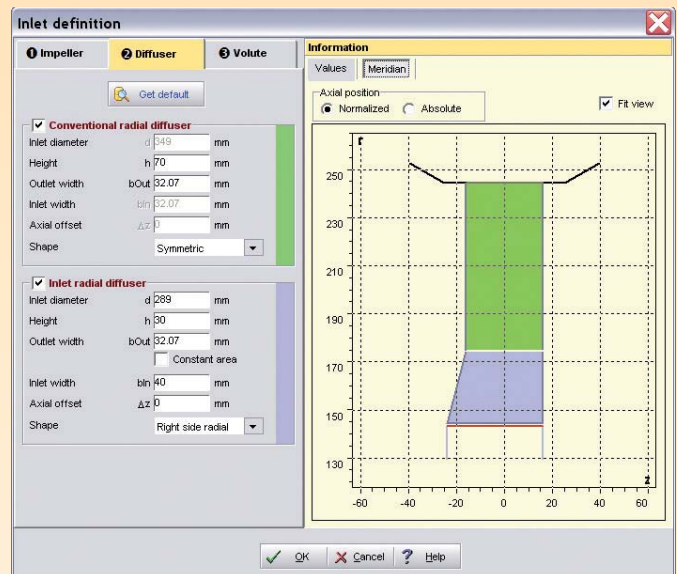 Inlet definition
❶ Impeller ❷ Diffuser ❸ Volute
Get default
Conventional radial diffuser
Inlet diameter d 349 mm
Height h 70 mm
Outlet width bOut 32.07 mm
Inlet width bIn 32.07 mm
Axial offset Δz 0 mm
Shape Symmetric
Inlet radial diffuser
Inlet diameter d 289 mm
Height h 30 mm
Outlet width bOut 32.07 mm
Constant area
Inlet width bIn 40 mm
Axial offset Δz 0 mm
Shape Right side radial
Information
Values Meridian
Axial position
Normalized Absolute
Fit view
r
250
230
210
190
170
150
130
z
-60 -40 -20 0 20 40 60
OK Cancel ? Help